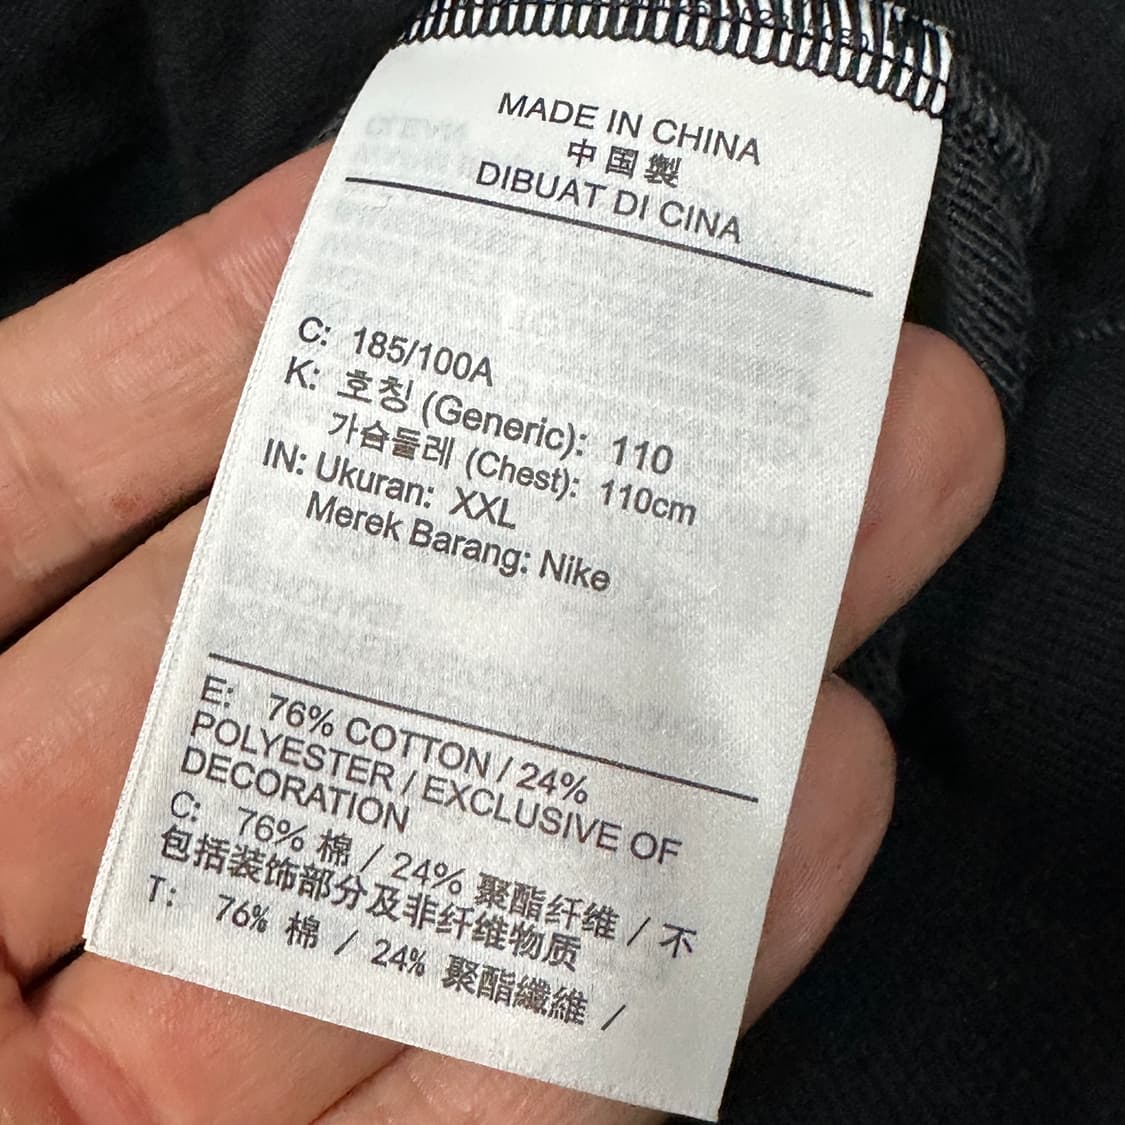 MADE IN CHINA
中国製
DIBUAT DI CINA
C: 185/100A
K: 호칭 (Generic): 110
가슴둘레 (Chest): 110cm
IN: Ukuran: XXL
Merek Barang: Nike
E: 76% COTTON / 24%
POLYESTER / EXCLUSIVE OF
DECORATION
C: 76% 棉 / 24% 聚酯纤维 / 不
包括装饰部分及非纤维物质
T: 76% 棉 / 24% 聚酯纖維 /